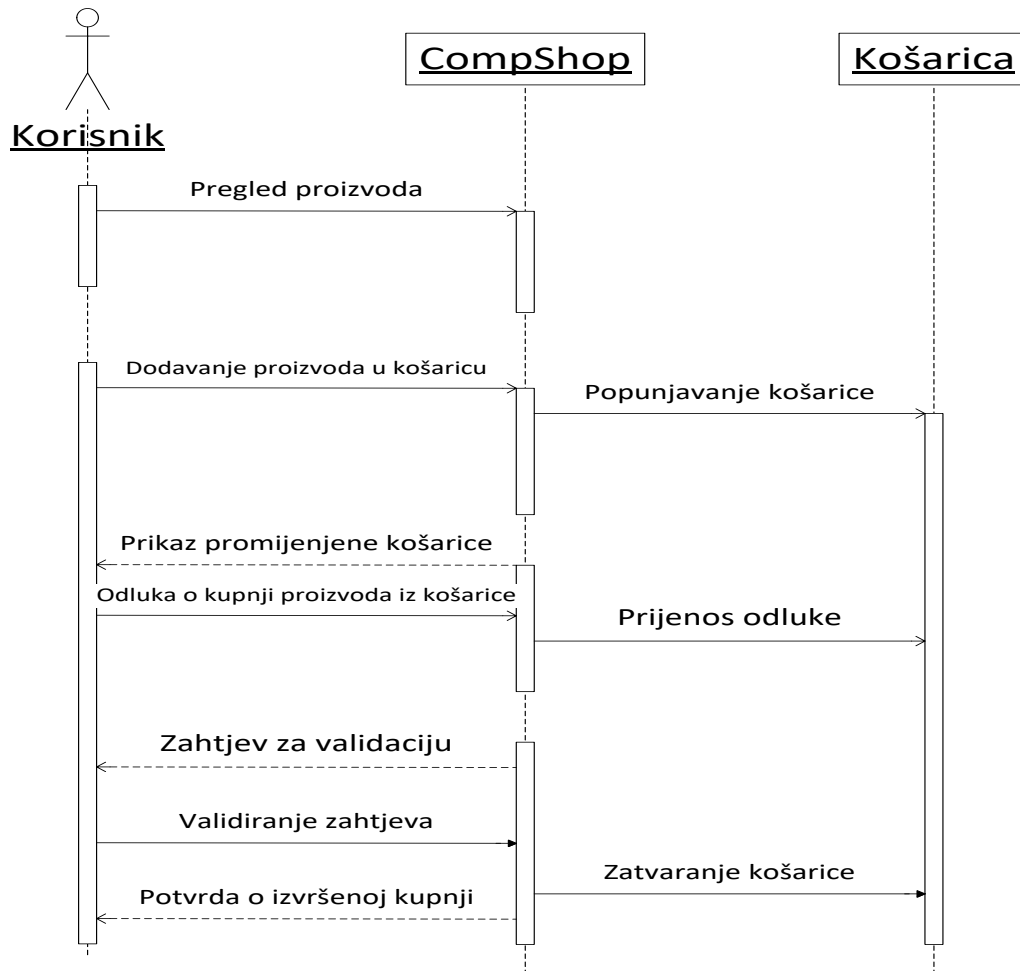 CompShop
Košarica
Korisnik
Pregled proizvoda
Dodavanje proizvoda u košaricu
Popunjavanje košarice
Prikaz promijenjene košarice
Odluka o kupnji proizvoda iz košarice
Prijenos odluke
Zahtjev za validaciju
Validiranje zahtjeva
Zatvaranje košarice
Potvrda o izvršenoj kupnji